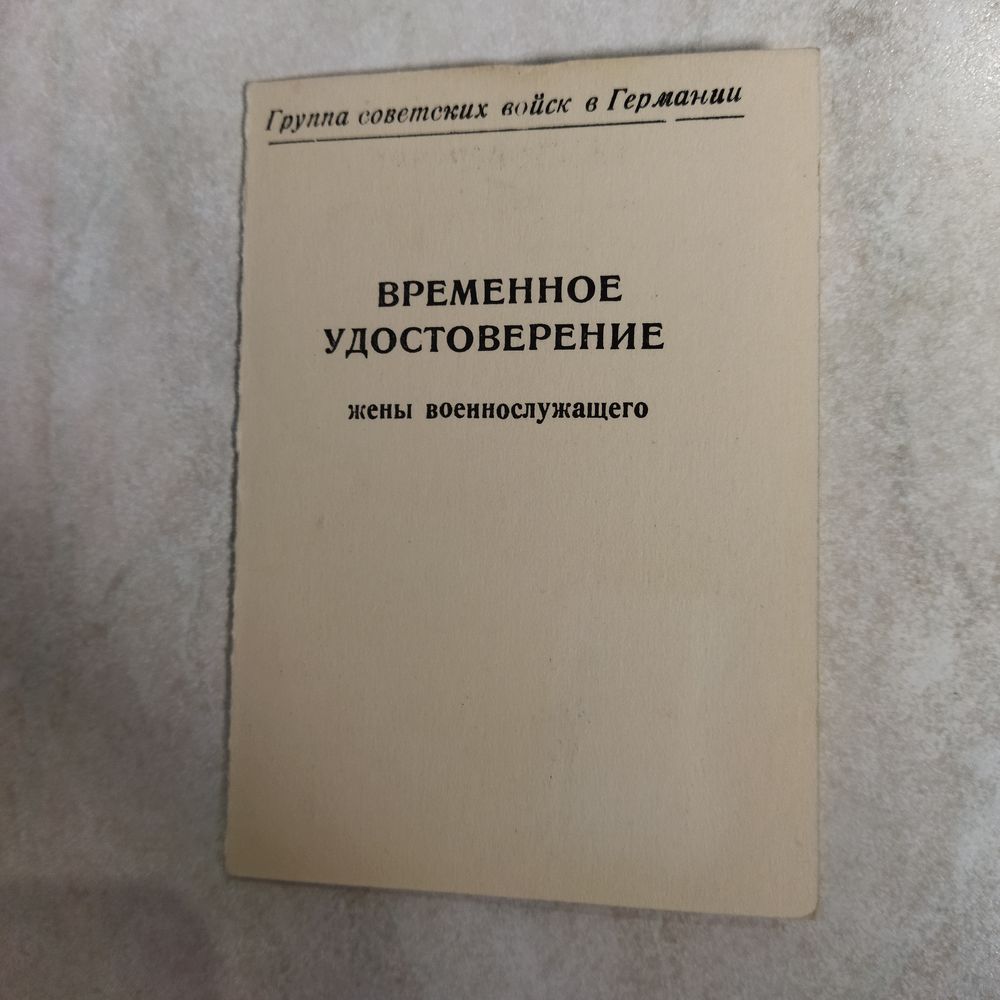 Группа советских войск в Германии
ВРЕМЕННОЕ
УДОСТОВЕРЕНИЕ
жены военнослужащего